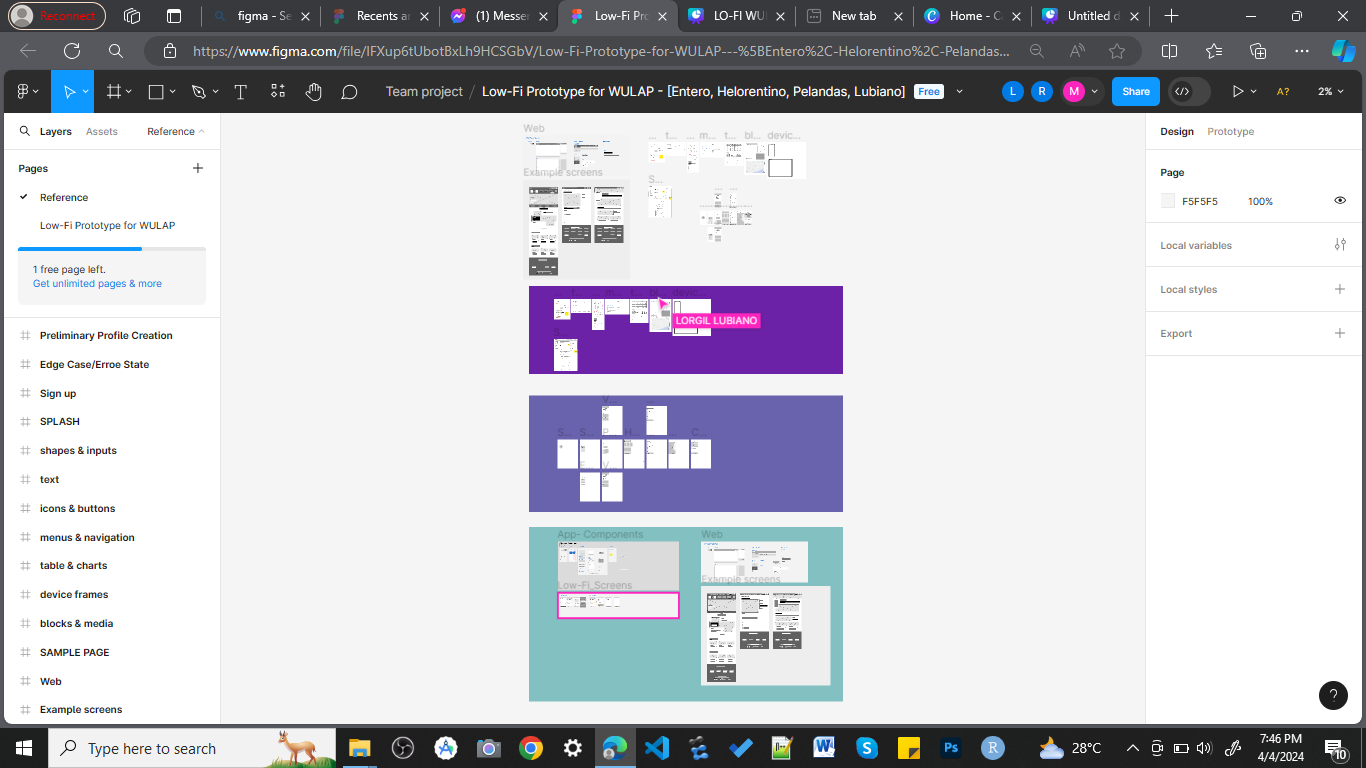 Reconnect
figma - Se
Recents a
(1) Messen
Low-Fi Pro
LO-FI WUL
New tab
Home - C
Untitled d
https://www.figma.com/file/IFXup6tUbotBxLh9HCSGbV/Low-Fi-Prototype-for-WULAP---%5BEntero%2C-Helorentino%2C-Pelandas...
Team project / Low-Fi Prototype for WULAP - [Entero, Helorentino, Pelandas, Lubiano] Free
L R M Share A? 2%
Layers Assets Reference
Pages
Reference
Low-Fi Prototype for WULAP
1 free page left.
Get unlimited pages & more
Preliminary Profile Creation
Edge Case/Erroe State
Sign up
SPLASH
shapes & inputs
text
icons & buttons
menus & navigation
table & charts
device frames
blocks & media
SAMPLE PAGE
Web
Example screens
Web
... t... ... m... t... bl... devic...
Example screens
S...
LORGIL LUBIANO
App- Components
Web
Low-Fi_Screens
Example screens
Design Prototype
Page
F5F5F5 100%
Local variables
Local styles
Export
?
Type here to search
28°C
7:46 PM
4/4/2024
10